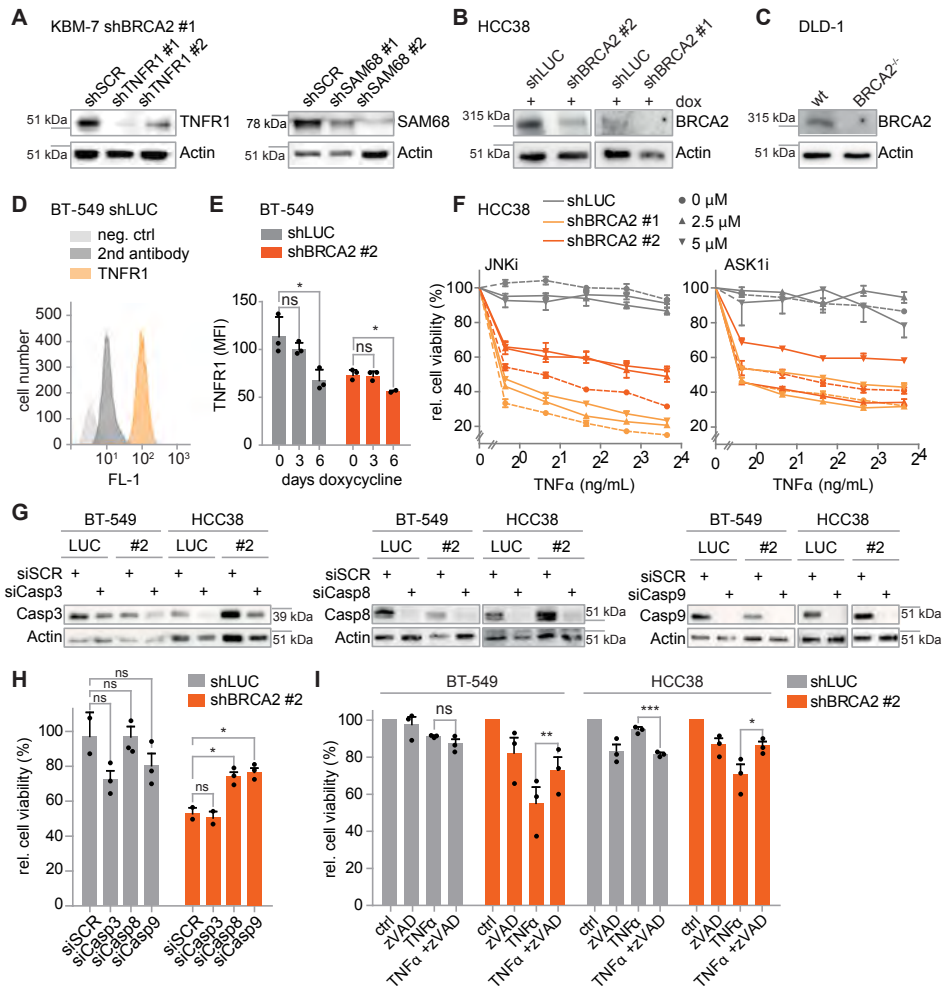 A
KBM-7 shBRCA2 #1
shSCR
shTNFR1 #1
shTNFR1 #2
51 kDa
TNFR1
51 kDa
Actin
shSCR
shSAM68 #1
shSAM68 #2
78 kDa
SAM68
51 kDa
Actin
B
HCC38
shLUC
shBRCA2 #2
shLUC
shBRCA2 #1
+ + + + dox
315 kDa
BRCA2
51 kDa
Actin
C
DLD-1
wt
BRCA2-/-
315 kDa
BRCA2
51 kDa
Actin
D
BT-549 shLUC
neg. ctrl
2nd antibody
TNFR1
cell number
500
400
300
200
100
0
10¹ 10² 10³
FL-1
E
BT-549
shLUC
shBRCA2 #2
TNFR1 (MFI)
150
100
50
0
ns
*
ns
*
0 3 6 0 3 6
days doxycycline
F
HCC38
shLUC
shBRCA2 #1
shBRCA2 #2
0 µM
2.5 µM
5 µM
JNKi
rel. cell viability (%)
100
80
60
40
20
0
0 2⁰ 2¹ 2² 2³ 2⁴
TNFα (ng/mL)
ASK1i
100
80
60
40
20
0
0 2⁰ 2¹ 2² 2³ 2⁴
TNFα (ng/mL)
G
BT-549 HCC38
LUC #2 LUC #2
siSCR + + + +
siCasp3 + + + +
Casp3 39 kDa
Actin 51 kDa
BT-549 HCC38
LUC #2 LUC #2
siSCR + + + +
siCasp8 + + + +
Casp8 51 kDa
Actin 51 kDa
BT-549 HCC38
LUC #2 LUC #2
siSCR + + + +
siCasp9 + + + +
Casp9 51 kDa
Actin 51 kDa
H
shLUC
shBRCA2 #2
rel. cell viability (%)
100
80
60
40
20
0
ns
ns
ns
ns
*
*
siSCR
siCasp3
siCasp8
siCasp9
siSCR
siCasp3
siCasp8
siCasp9
I
BT-549
HCC38
shLUC
shBRCA2 #2
rel. cell viability (%)
100
80
60
40
20
0
ns
**
***
*
ctrl
zVAD
TNFα
TNFα +zVAD
ctrl
zVAD
TNFα
TNFα +zVAD
ctrl
zVAD
TNFα
TNFα +zVAD
ctrl
zVAD
TNFα
TNFα +zVAD